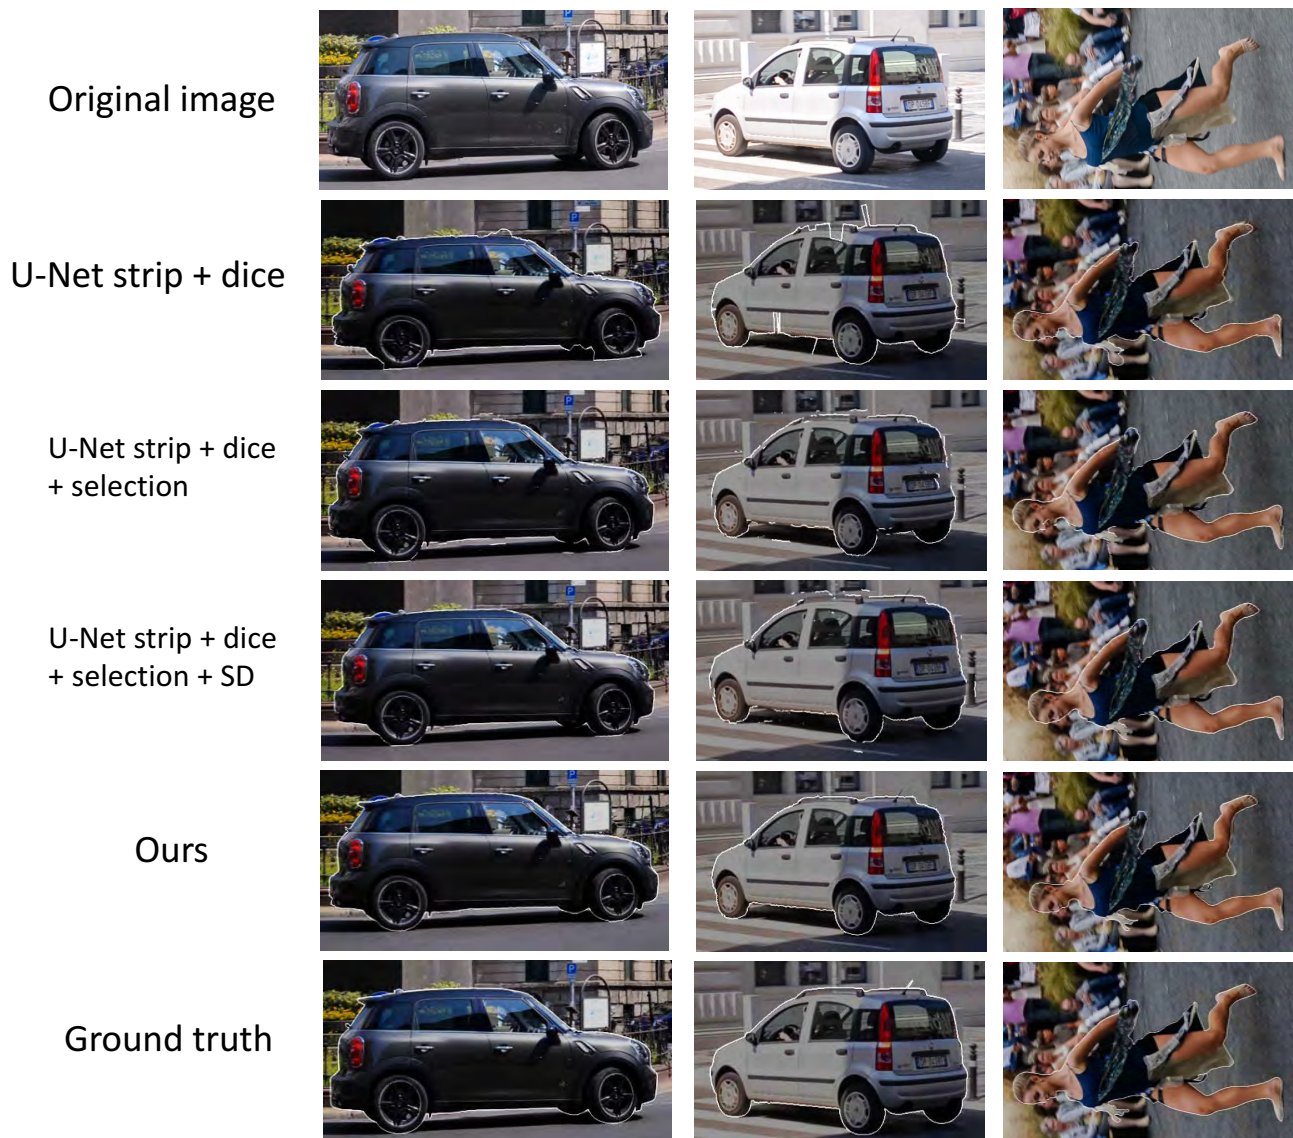 Original image
U-Net strip + dice
U-Net strip + dice
+ selection
U-Net strip + dice
+ selection + SD
Ours
Ground truth